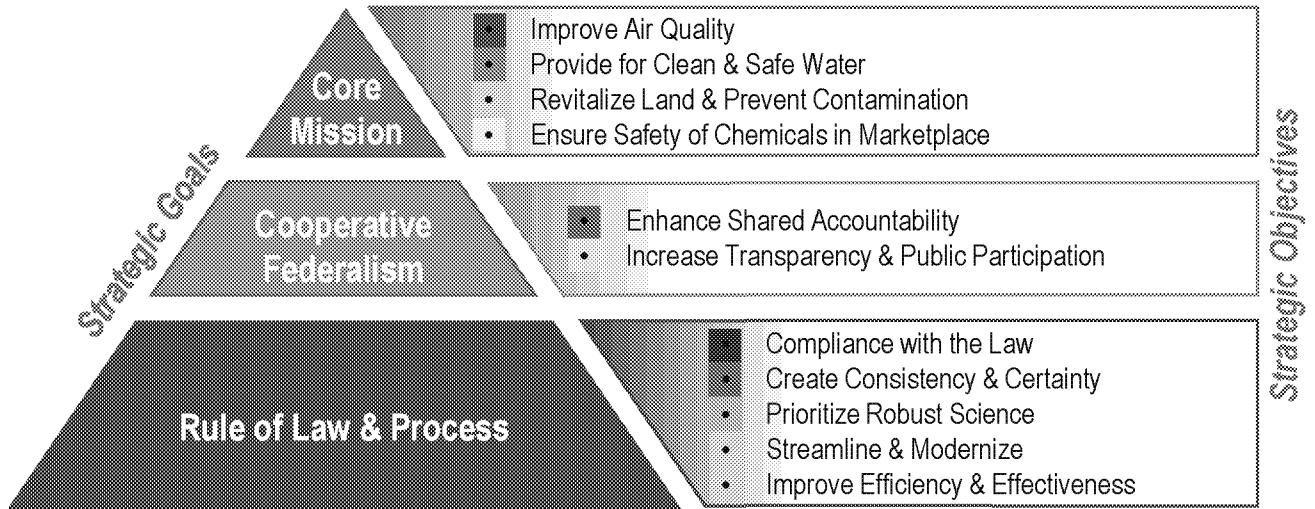 Strategic Goals
Core
Mission
• Improve Air Quality
• Provide for Clean & Safe Water
• Revitalize Land & Prevent Contamination
• Ensure Safety of Chemicals in Marketplace
Cooperative
Federalism
• Enhance Shared Accountability
• Increase Transparency & Public Participation
Rule of Law & Process
• Compliance with the Law
• Create Consistency & Certainty
• Prioritize Robust Science
• Streamline & Modernize
• Improve Efficiency & Effectiveness
Strategic Objectives